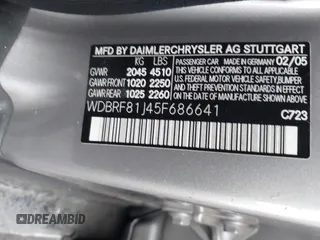 MFD. BY DAIMLERCHRYSLER AG STUTTGART
KG LBS PASSENGER CAR MADE IN GERMANY 02/05
GVWR 2045 4510 THIS VEHICLE CONFORMS TO ALL
GAWR FRONT 1020 2250 APPLICABLE U.S. FEDERAL MOTOR
GAWR REAR 1025 2260 VEHICLE SAFETY, BUMPER
AND THEFT PREVENTION STANDARDS IN EFFECT ON THE DATE OF MANUFACTURE SHOWN ABOVE.
WDBRF81J45F686641
C723
DREAMBID